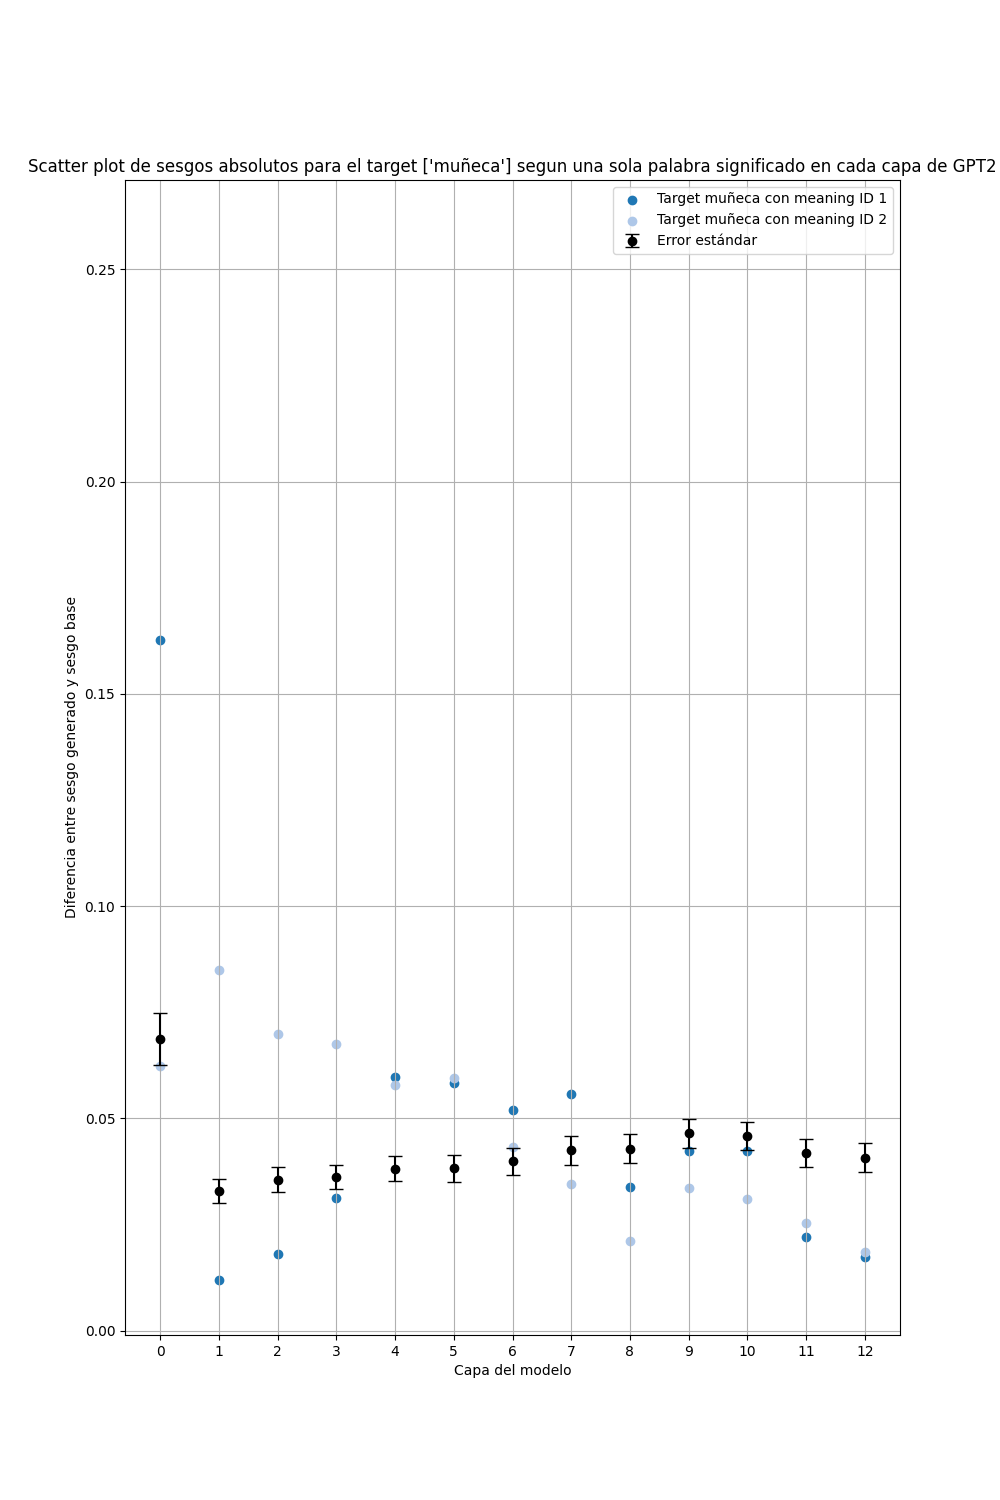 Scatter plot de sesgos absolutos para el target ['muñeca'] segun una sola palabra significado en cada capa de GPT2
Target muñeca con meaning ID 1
Target muñeca con meaning ID 2
Error estándar
0.25
0.20
0.15
0.10
0.05
0.00
Diferencia entre sesgo generado y sesgo base
0 1 2 3 4 5 6 7 8 9 10 11 12
Capa del modelo